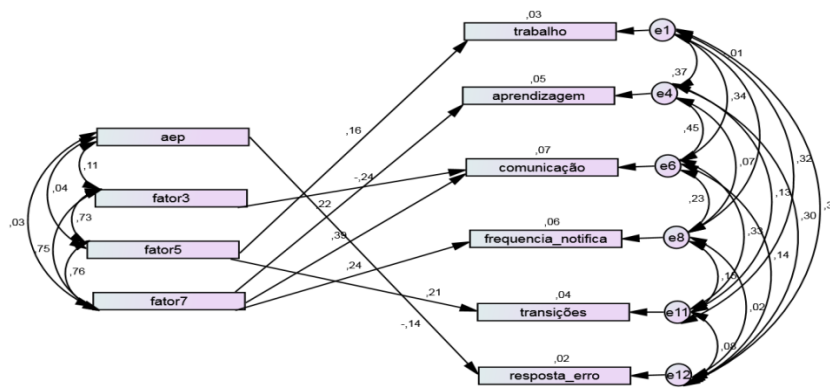 ,03
trabalho
e1
,01
,37
,34
,05
aprendizagem
e4
,16
,45
,07
aep
,07
,32
,13
,11
-,24
comunicação
e6
,04
,22
,23
,30
fator3
,03
,73
,39
,06
,33
,14
,75
fator5
frequencia_notifica
e8
,76
,24
,02
fator7
,21
,04
transições
e11
-,14
,02
resposta_erro
e12